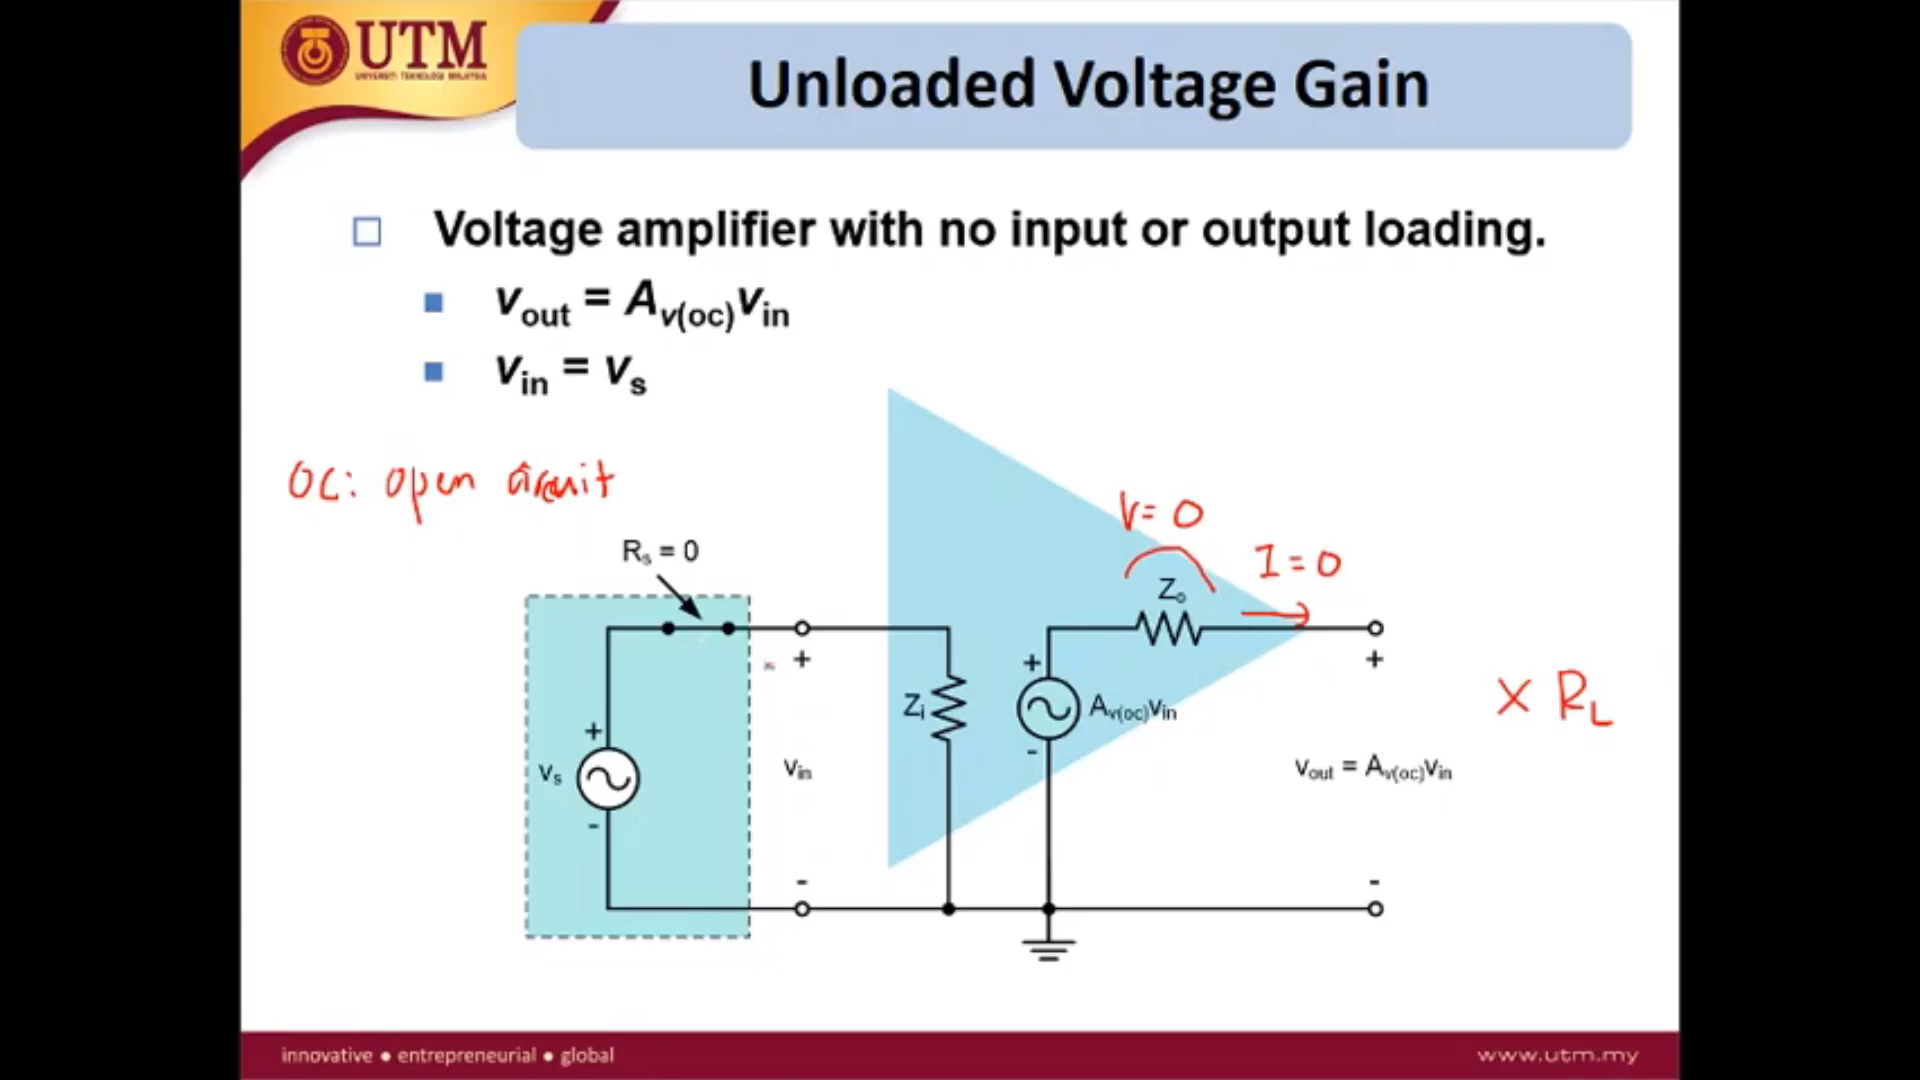 UTM
UNIVERSITI TEKNOLOGI MALAYSIA
Unloaded Voltage Gain
Voltage amplifier with no input or output loading.
vout = Av(oc)vin
vin = vs
OC: open circuit
V= 0
I = 0
Rs = 0
Zo
+ + +
x RL
Zi
Av(oc)vin
+
-
vs
vin
vout = Av(oc)vin
-
- -
innovative ● entrepreneurial ● global
www.utm.my